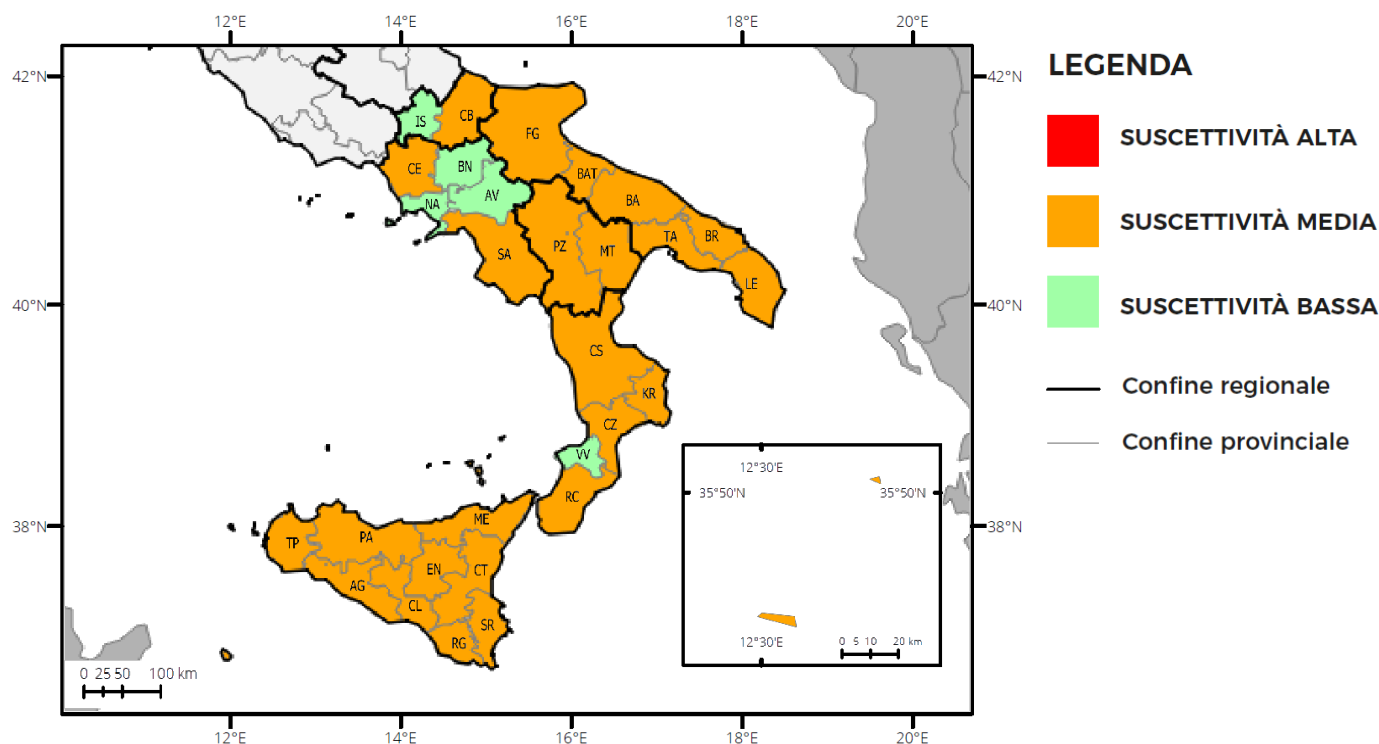 12°E 14°E 16°E 18°E 20°E
42°N 42°N
LEGENDA
SUSCETTIVITÀ ALTA
SUSCETTIVITÀ MEDIA
SUSCETTIVITÀ BASSA
Confine regionale
Confine provinciale
IS CB FG
CE BN BAT
NA AV BA
SA PZ MT TA BR
LE
40°N 40°N
CS
KR
CZ
VV
RC
12°30'E
35°50'N 35°50'N
12°30'E
0 5 10 20 km
38°N 38°N
ME
TP PA
EN CT
AG
CL
SR
RG
0 25 50 100 km
12°E 14°E 16°E 18°E 20°E